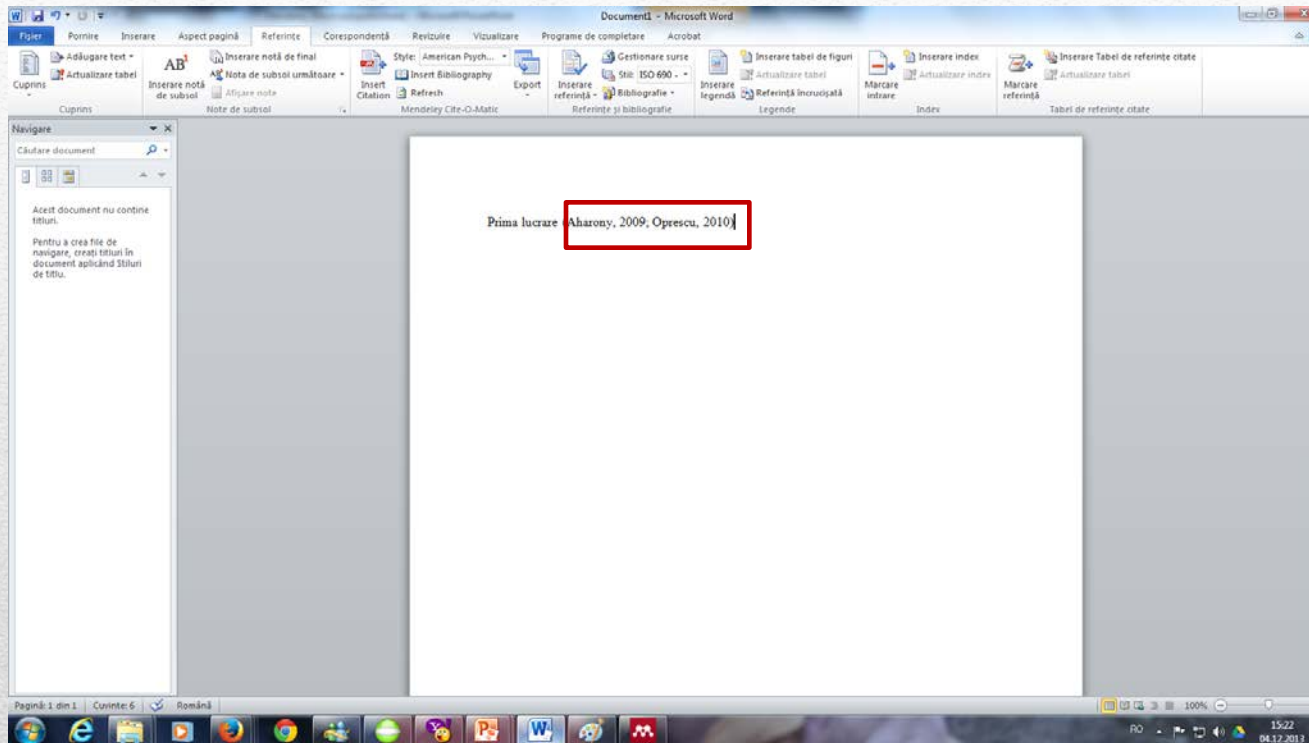 Document1 - Microsoft Word
Fișier Pornire Inserare Aspect pagină Referințe Corespondență Revizuire Vizualizare Programe de completare Acrobat
Cuprins
Adăugare text
Actualizare tabel
Cuprins
AB¹
Inserare notă de subsol
Inserare notă de final
Nota de subsol următoare
Afișare note
Note de subsol
Insert Citation
Style: American Psych...
Insert Bibliography
Refresh
Export
Mendeley Cite-O-Matic
Inserare referință
Gestionare surse
Stil: ISO 690 -
Bibliografie
Referințe și bibliografie
Inserare legendă
Inserare tabel de figuri
Actualizare tabel
Referință încrucișată
Legende
Marcare intrare
Inserare index
Actualizare index
Index
Marcare referință
Inserare Tabel de referințe citate
Actualizare tabel
Tabel de referințe citate
Navigare
Căutare document
Acest document nu conține
titluri.
Pentru a crea file de
navigare, creați titluri în
document aplicând Stiluri
de titlu.
Prima lucrare (Aharony, 2009; Oprescu, 2010)
Pagină: 1 din 1 Cuvinte: 6 Română 100%
RO 15:22
04.12.2013